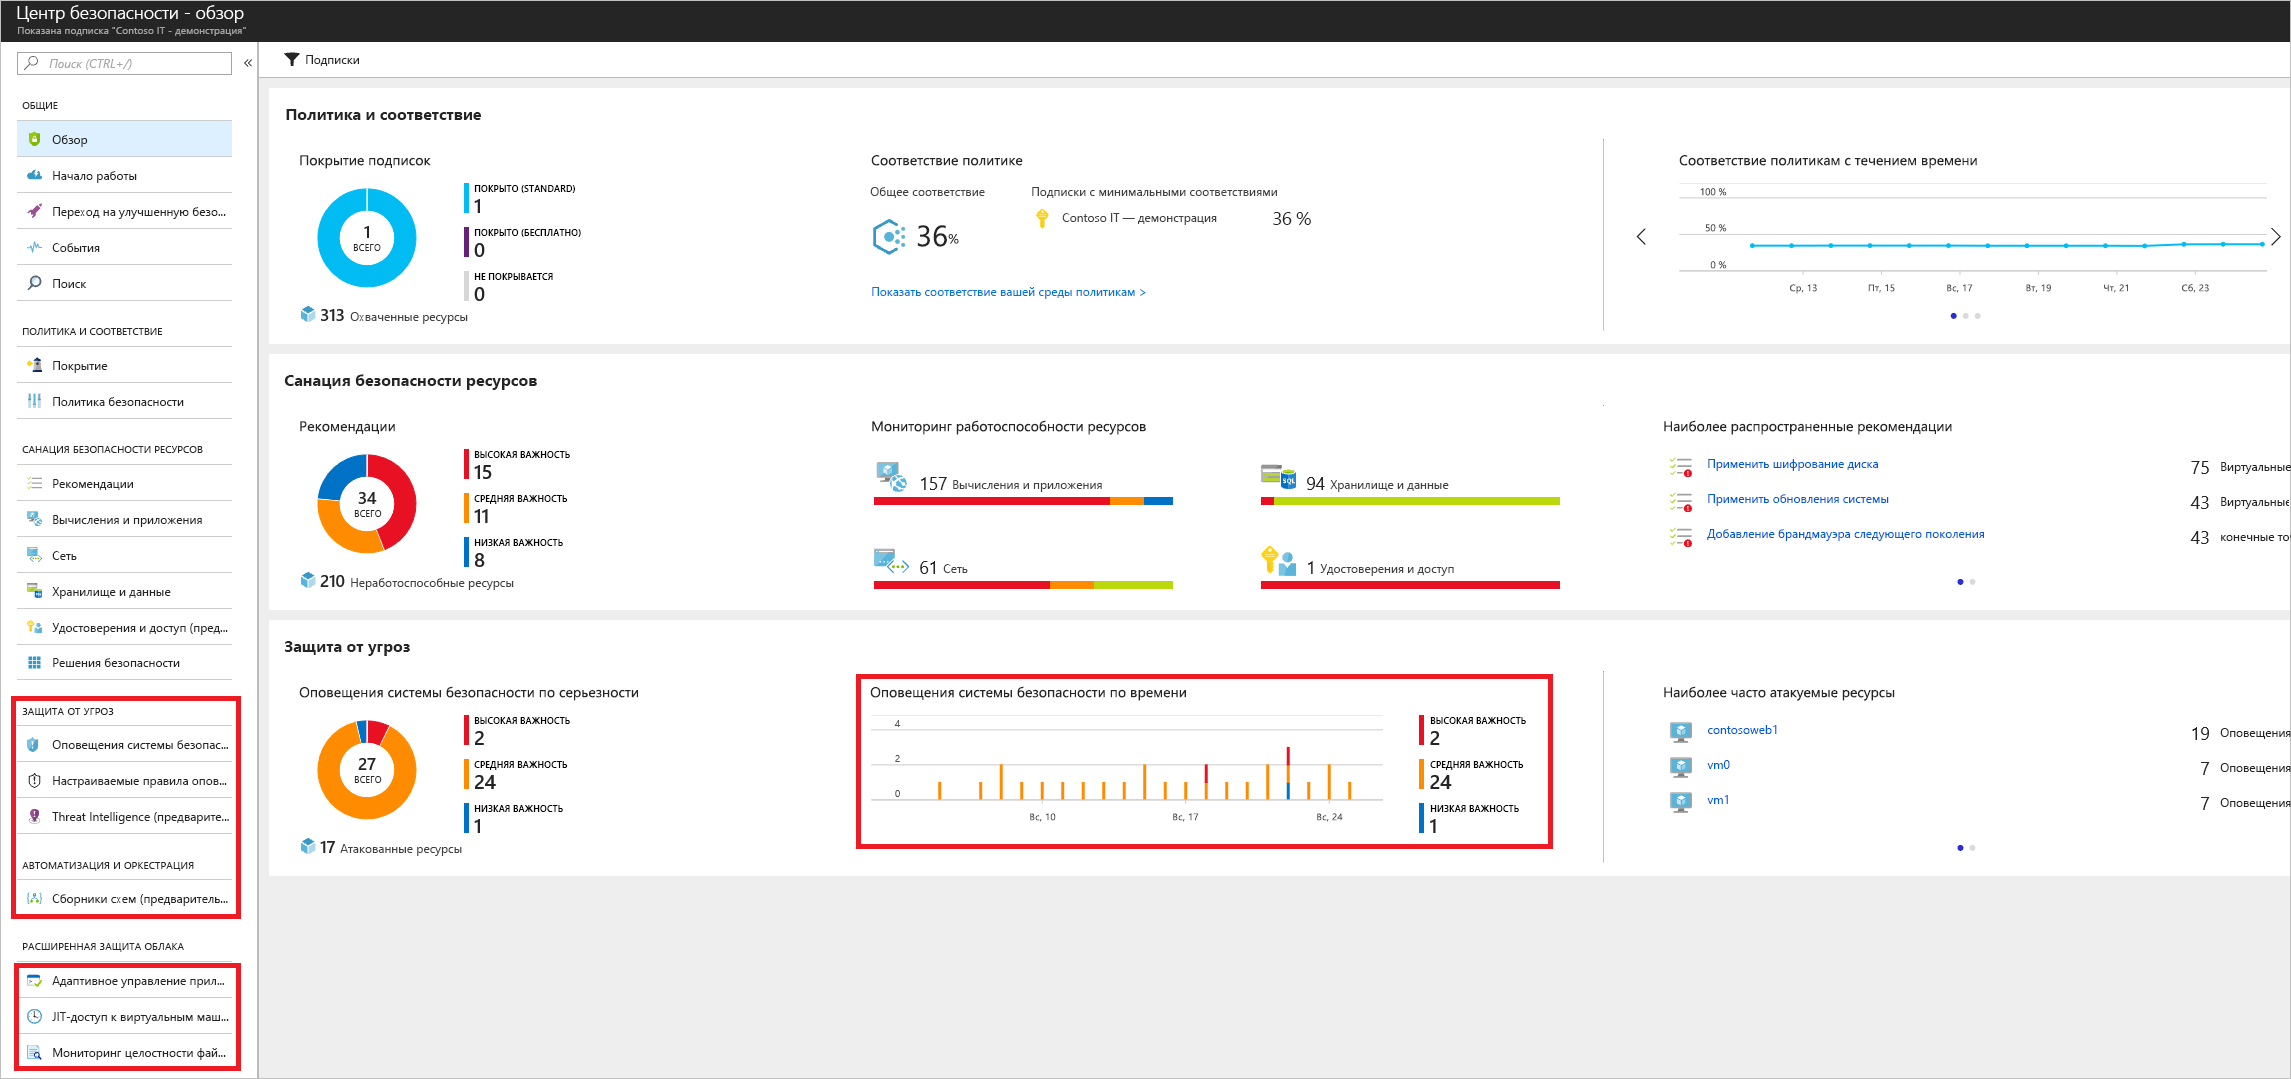 Центр безопасности - обзор
Показана подписка "Contoso IT - демонстрация"
Поиск (CTRL+/)
«
ОБЩИЕ
Обзор
Начало работы
Переход на улучшенную безо...
События
Поиск
ПОЛИТИКА И СООТВЕТСТВИЕ
Покрытие
Политика безопасности
САНАЦИЯ БЕЗОПАСНОСТИ РЕСУРСОВ
Рекомендации
Вычисления и приложения
Сеть
Хранилище и данные
Удостоверения и доступ (пред...
Решения безопасности
ЗАЩИТА ОТ УГРОЗ
Оповещения системы безопас...
Настраиваемые правила опов...
Threat Intelligence (предварите...
АВТОМАТИЗАЦИЯ И ОРКЕСТРАЦИЯ
Сборники схем (предваритель...
РАСШИРЕННАЯ ЗАЩИТА ОБЛАКА
Адаптивное управление прил...
JIT-доступ к виртуальным маш...
Мониторинг целостности фай...
Подписки
Политика и соответствие
Покрытие подписок
1
ВСЕГО
ПОКРЫТО (STANDARD)
1
ПОКРЫТО (БЕСПЛАТНО)
0
НЕ ПОКРЫВАЕТСЯ
0
313 Охваченные ресурсы
Соответствие политике
Общее соответствие
36%
Подписки с минимальными соответствиями
Contoso IT — демонстрация 36 %
Показать соответствие вашей среды политикам >
Соответствие политикам с течением времени
100 %
50 %
0 %
Ср, 13 Пт, 15 Вс, 17 Вт, 19 Чт, 21 Сб, 23
Санация безопасности ресурсов
Рекомендации
34
ВСЕГО
ВЫСОКАЯ ВАЖНОСТЬ
15
СРЕДНЯЯ ВАЖНОСТЬ
11
НИЗКАЯ ВАЖНОСТЬ
8
210 Неработоспособные ресурсы
Мониторинг работоспособности ресурсов
157 Вычисления и приложения
SQL
94 Хранилище и данные
61 Сеть
1 Удостоверения и доступ
Наиболее распространенные рекомендации
Применить шифрование диска 75 Виртуальные
Применить обновления системы 43 Виртуальные
Добавление брандмауэра следующего поколения 43 конечные то
Защита от угроз
Оповещения системы безопасности по серьезности
27
ВСЕГО
ВЫСОКАЯ ВАЖНОСТЬ
2
СРЕДНЯЯ ВАЖНОСТЬ
24
НИЗКАЯ ВАЖНОСТЬ
1
17 Атакованные ресурсы
Оповещения системы безопасности по времени
4
2
0
Вс, 10 Вс, 17 Вс, 24
ВЫСОКАЯ ВАЖНОСТЬ
2
СРЕДНЯЯ ВАЖНОСТЬ
24
НИЗКАЯ ВАЖНОСТЬ
1
Наиболее часто атакуемые ресурсы
contosoweb1 19 Оповещения
vm0 7 Оповещения
vm1 7 Оповещения